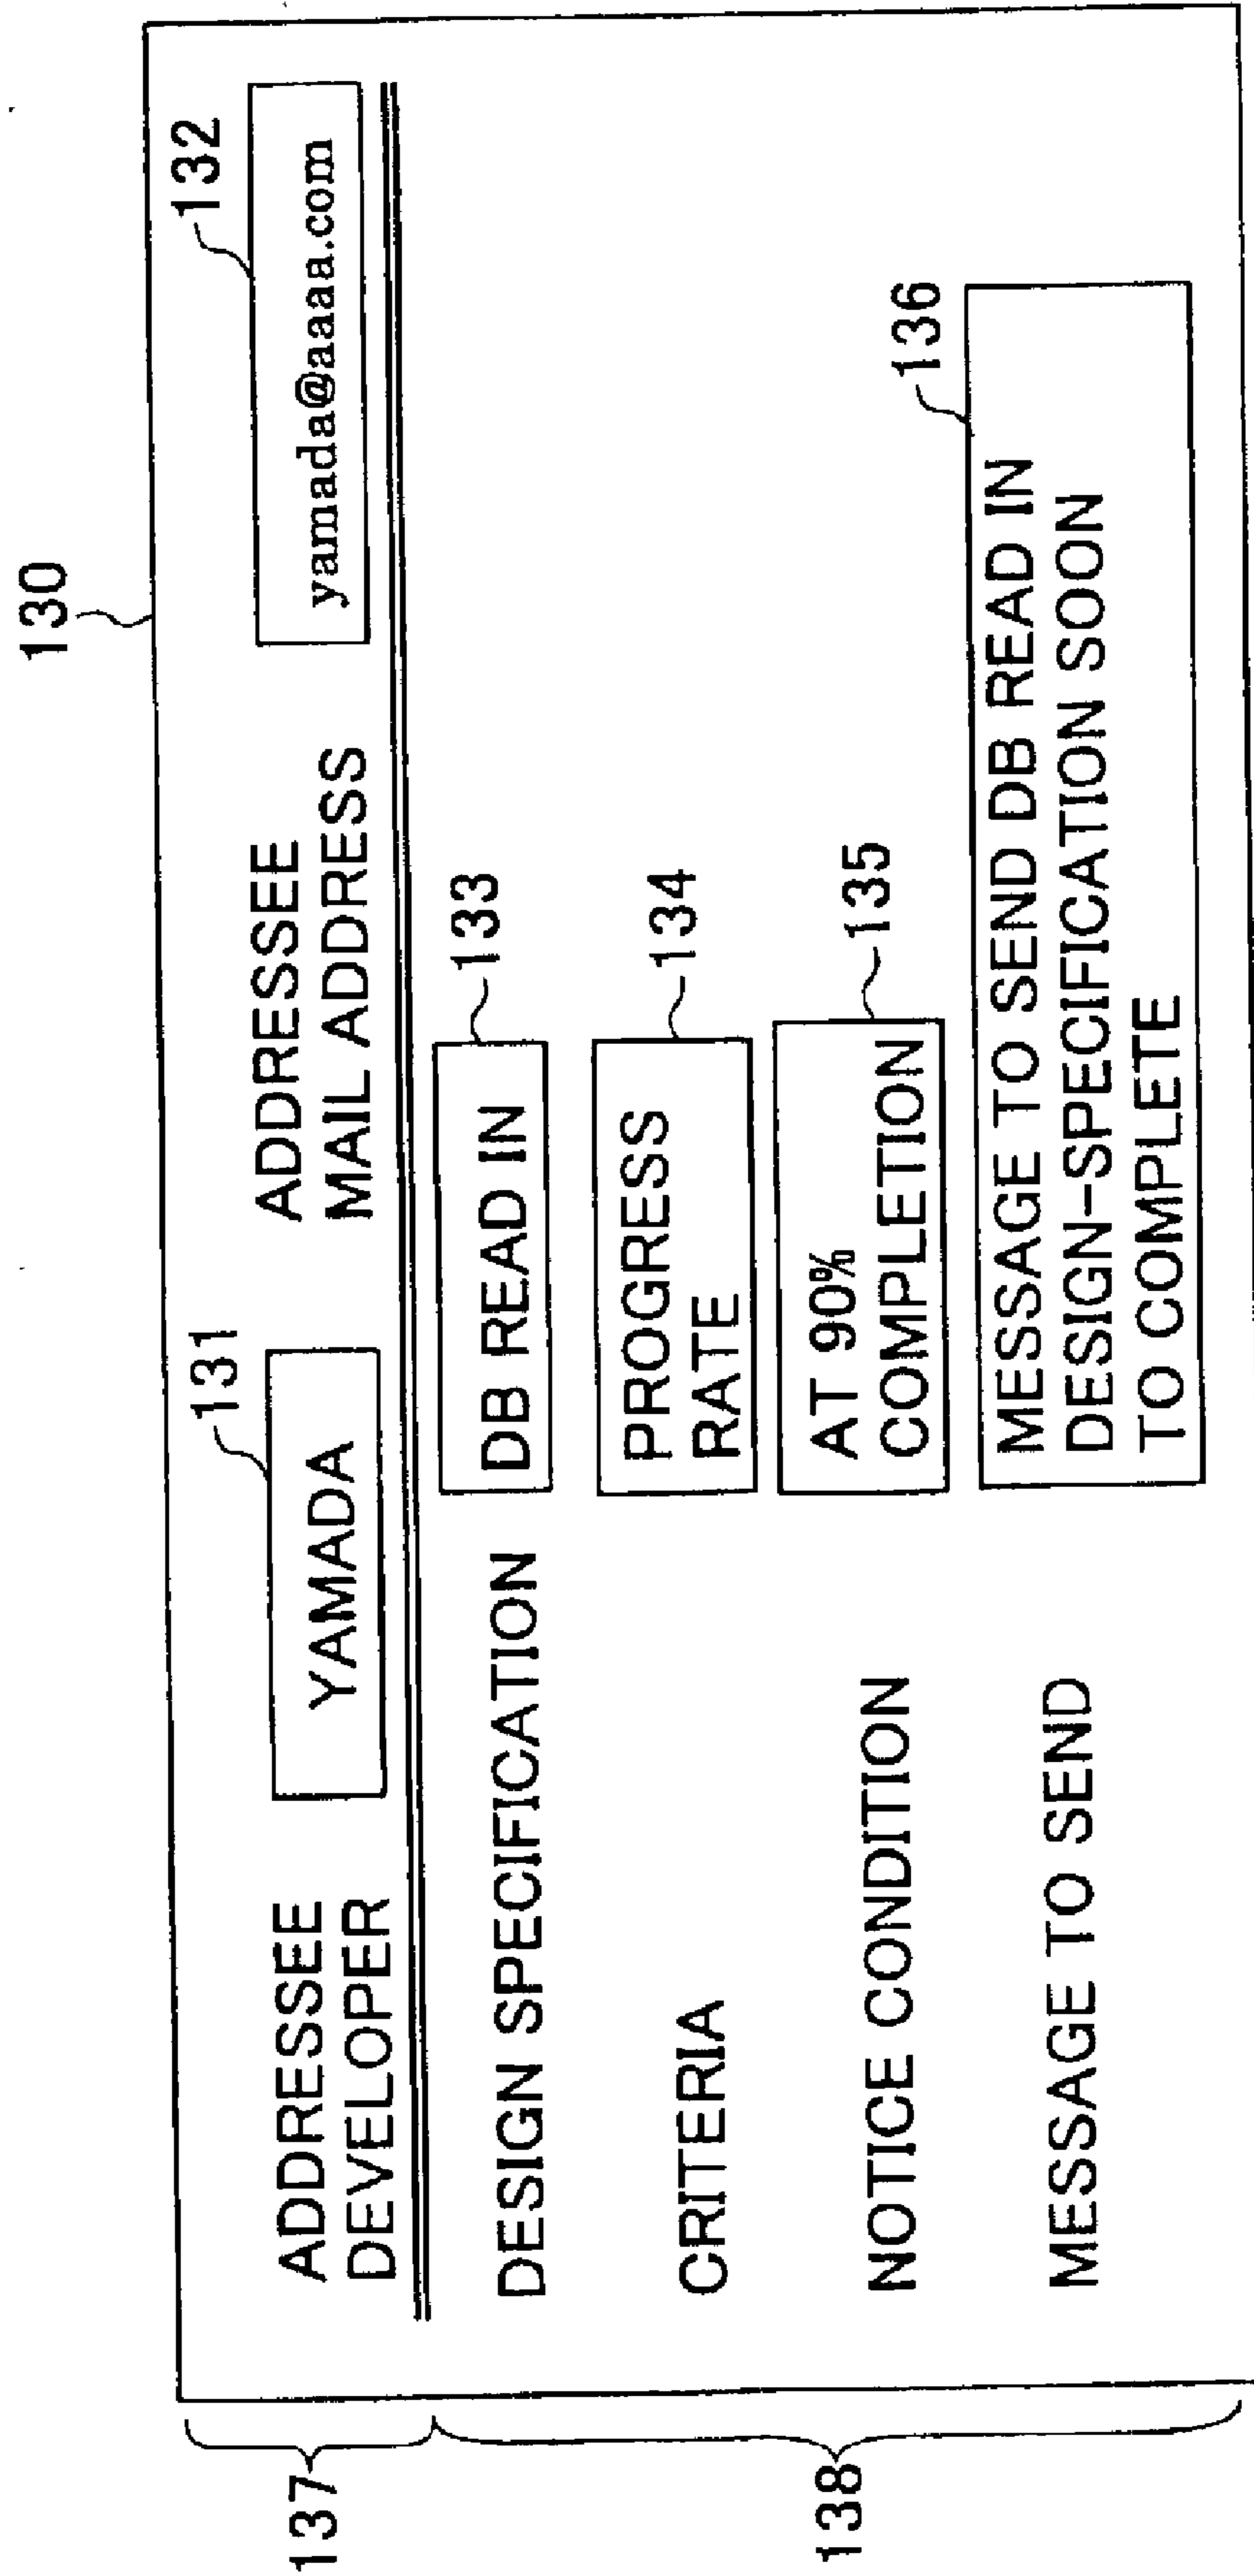 130
131
132
ADDRESSEE
DEVELOPER
YAMADA
ADDRESSEE
MAIL ADDRESS
yamada@aaaa.com
137
DESIGN SPECIFICATION
DB READ IN
133
CRITERIA
PROGRESS
RATE
134
NOTICE CONDITION
AT 90%
COMPLETION
135
136
MESSAGE TO SEND
MESSAGE TO SEND DB READ IN
DESIGN-SPECIFICATION SOON
TO COMPLETE
138